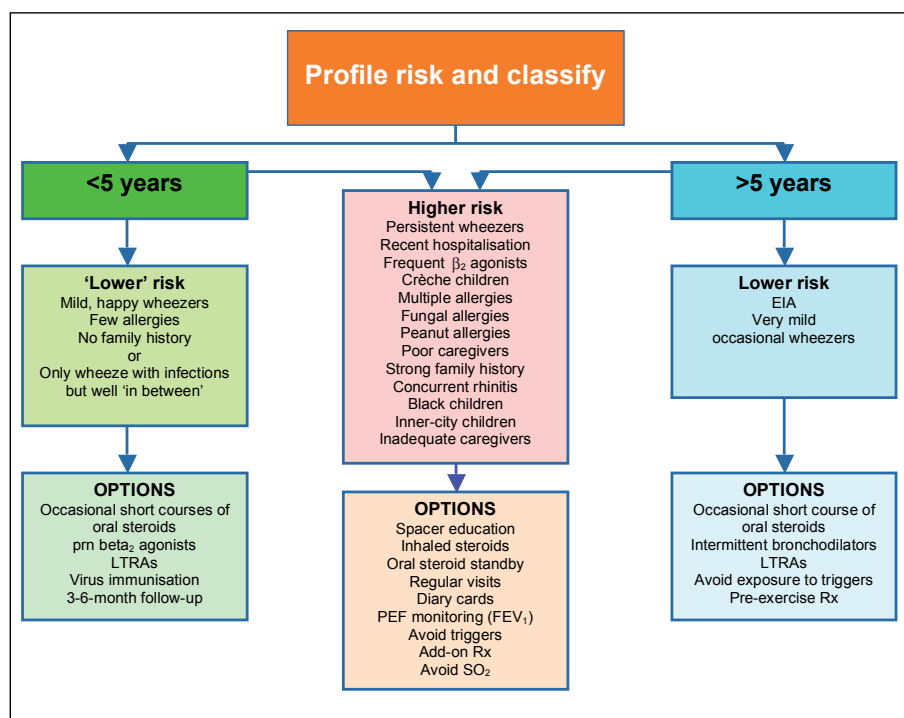 Profile risk and classify
<5 years
>5 years
Higher risk
Persistent wheezers
Recent hospitalisation
Frequent β₂ agonists
Crèche children
Multiple allergies
Fungal allergies
Peanut allergies
Poor caregivers
Strong family history
Concurrent rhinitis
Black children
Inner-city children
Inadequate caregivers
‘Lower’ risk
Mild, happy wheezers
Few allergies
No family history
or
Only wheeze with infections
but well ‘in between’
Lower risk
EIA
Very mild
occasional wheezers
OPTIONS
Occasional short courses of
oral steroids
prn beta₂ agonists
LTRAs
Virus immunisation
3-6-month follow-up
OPTIONS
Spacer education
Inhaled steroids
Oral steroid standby
Regular visits
Diary cards
PEF monitoring (FEV₁)
Avoid triggers
Add-on Rx
Avoid SO₂
OPTIONS
Occasional short course of
oral steroids
Intermittent bronchodilators
LTRAs
Avoid exposure to triggers
Pre-exercise Rx